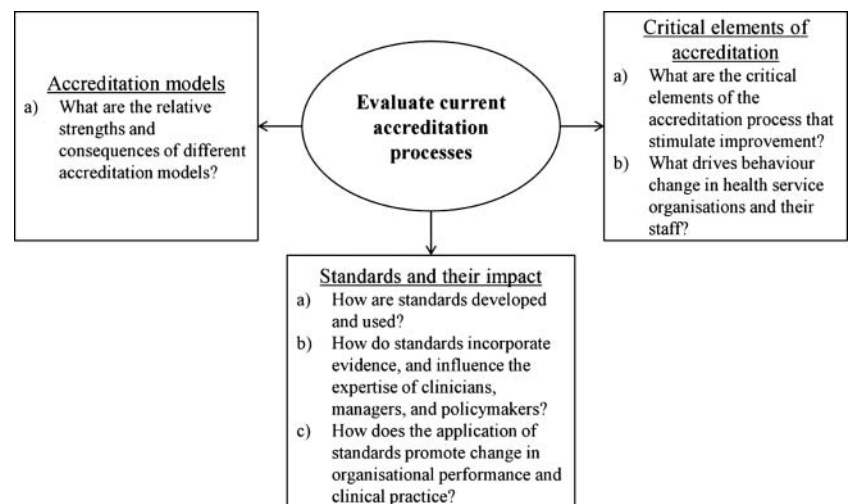 Accreditation models
a) What are the relative
strengths and
consequences of different
accreditation models?
Evaluate current
accreditation
processes
Critical elements of
accreditation
a) What are the critical
elements of the
accreditation process that
stimulate improvement?
b) What drives behaviour
change in health service
organisations and their
staff?
Standards and their impact
a) How are standards developed
and used?
b) How do standards incorporate
evidence, and influence the
expertise of clinicians,
managers, and policymakers?
c) How does the application of
standards promote change in
organisational performance and
clinical practice?